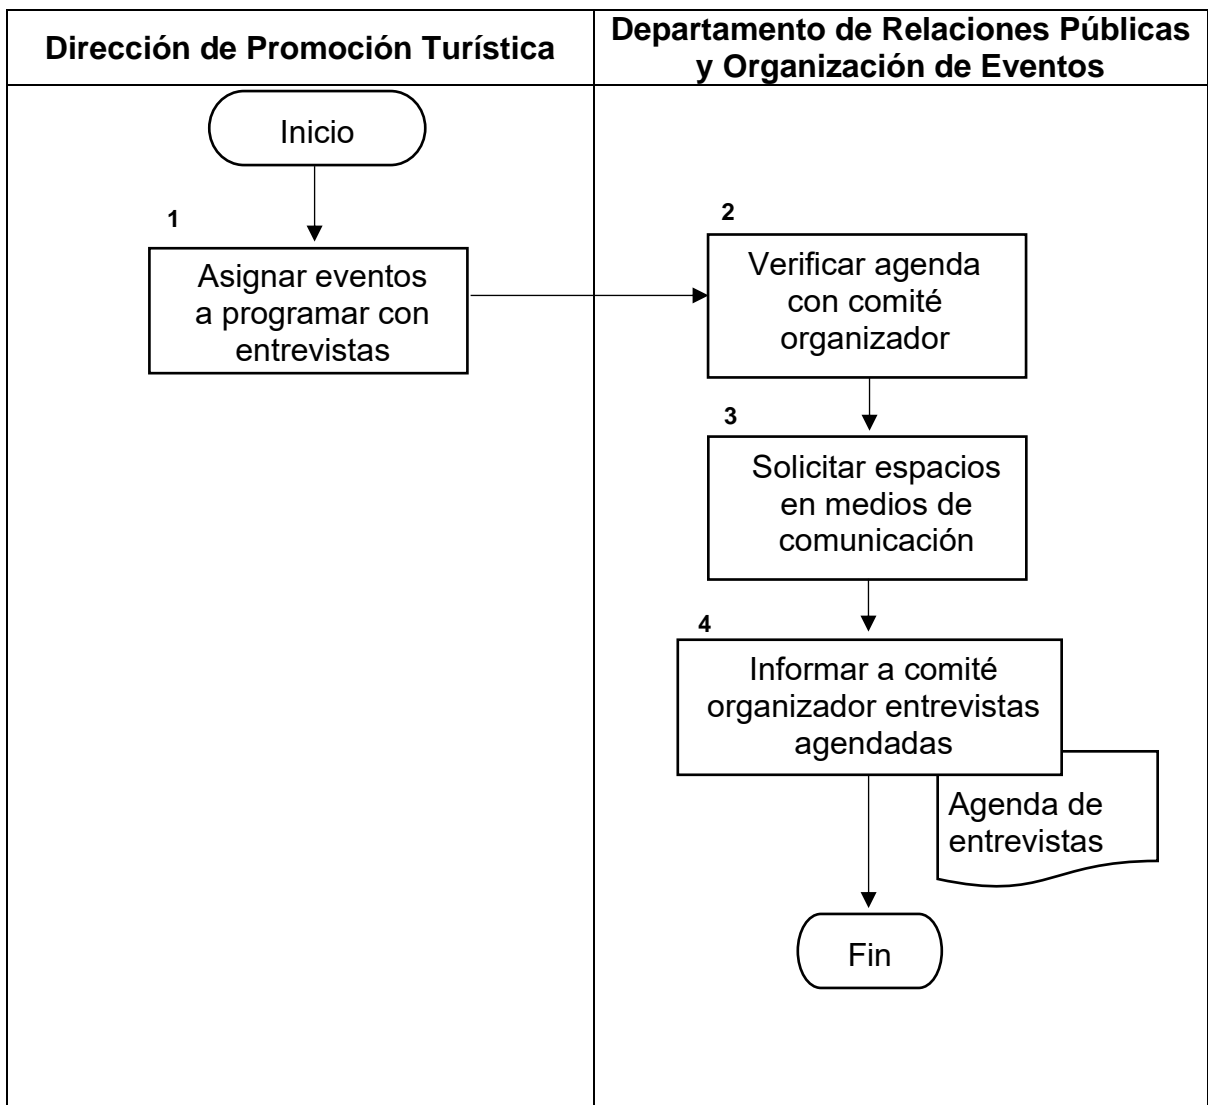 Dirección de Promoción Turística
Departamento de Relaciones Públicas
y Organización de Eventos
Inicio
1
Asignar eventos
a programar con
entrevistas
2
Verificar agenda
con comité
organizador
3
Solicitar espacios
en medios de
comunicación
4
Informar a comité
organizador entrevistas
agendadas
Agenda de
entrevistas
Fin